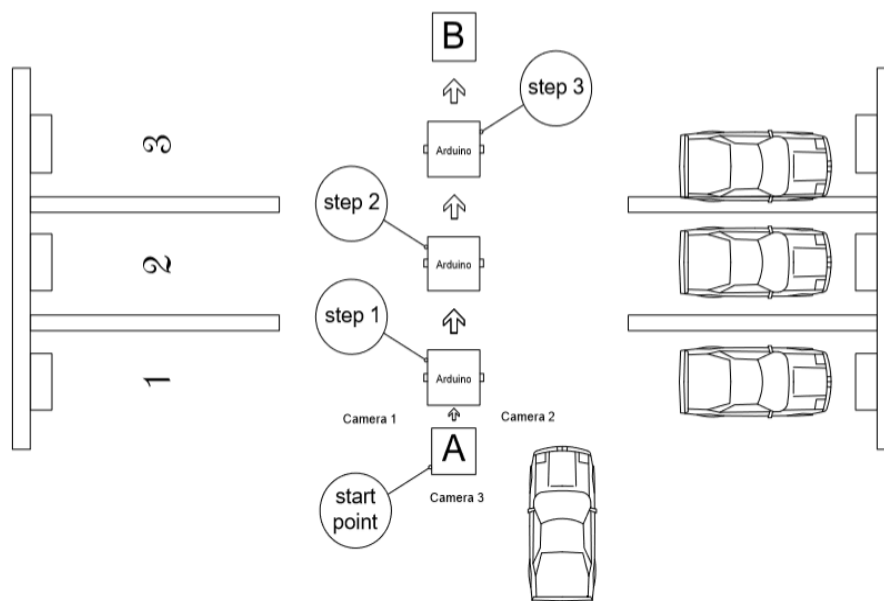 B
step 3
Arduino
3
step 2
Arduino
2
step 1
Arduino
1
Camera 1
Camera 2
A
Camera 3
start
point